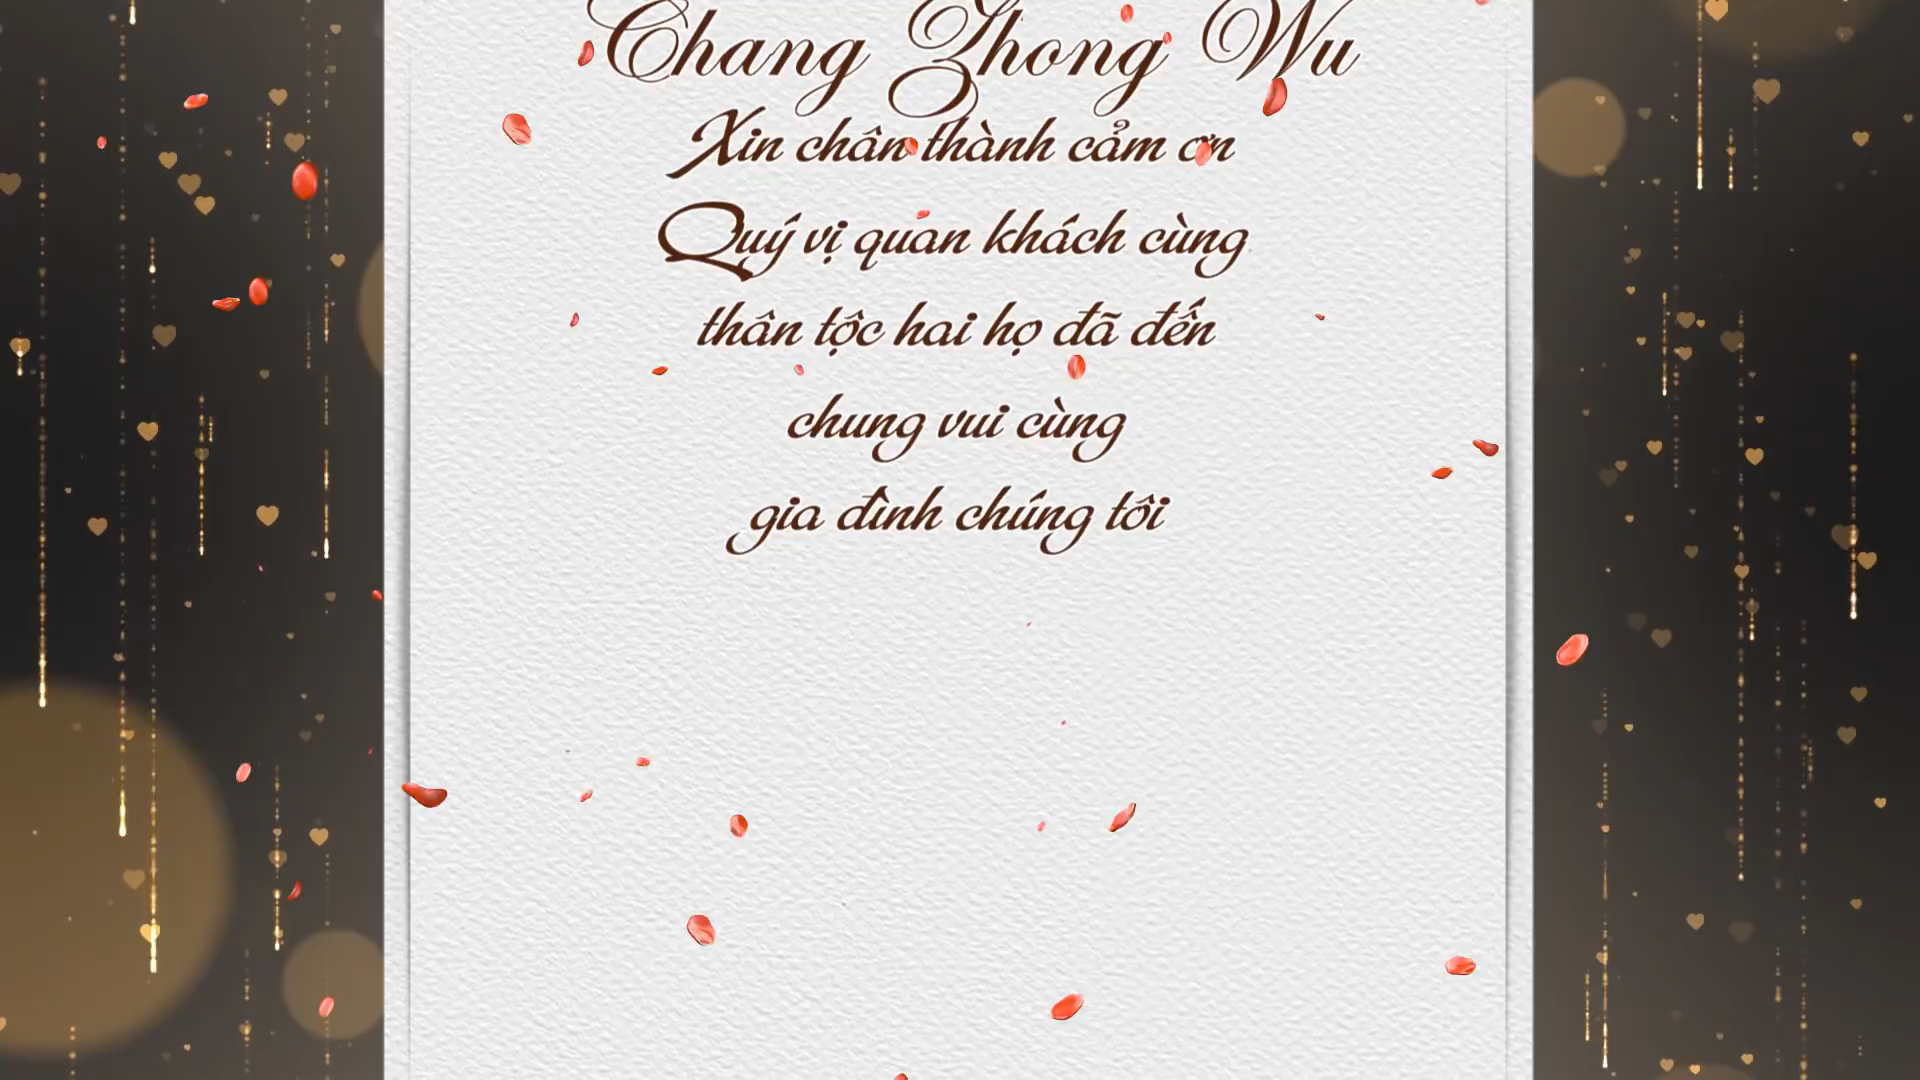 Chang Zhong Wu
Xin chân thành cảm ơn
Quý vị quan khách cùng
thân tộc hai họ đã đến
chung vui cùng
gia đình chúng tôi